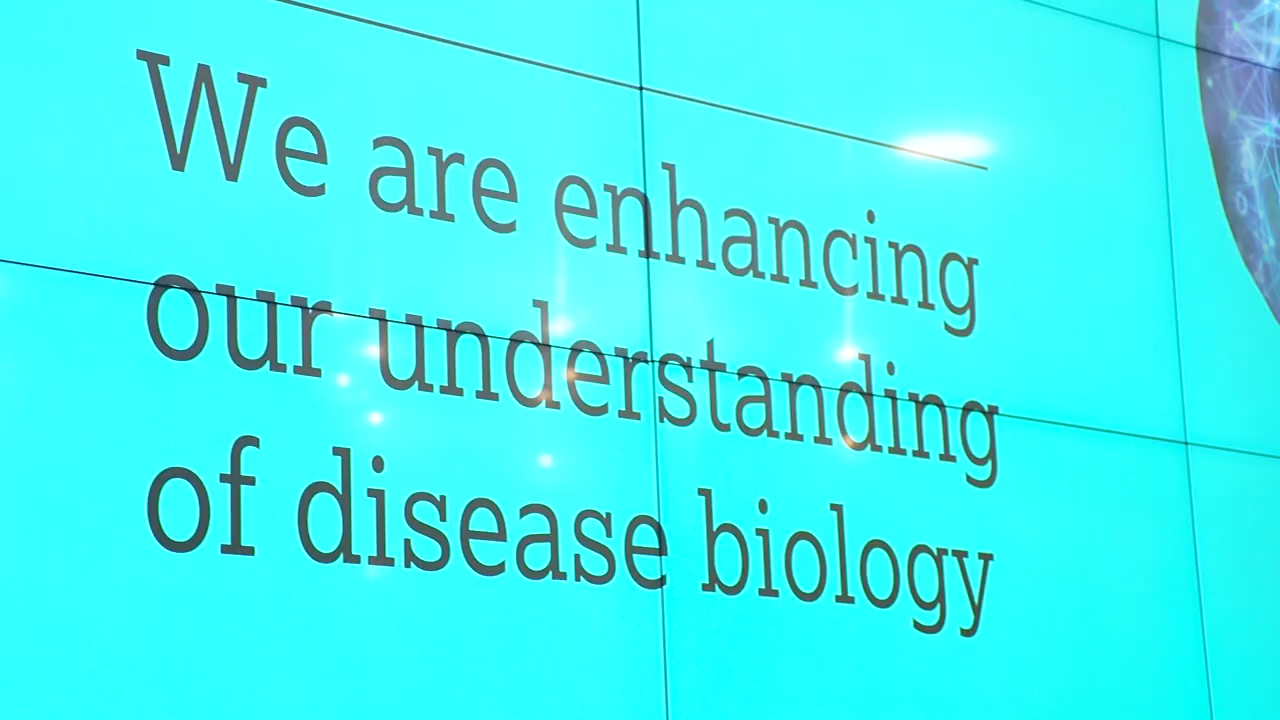 We are enhancing
our understanding
of disease biology